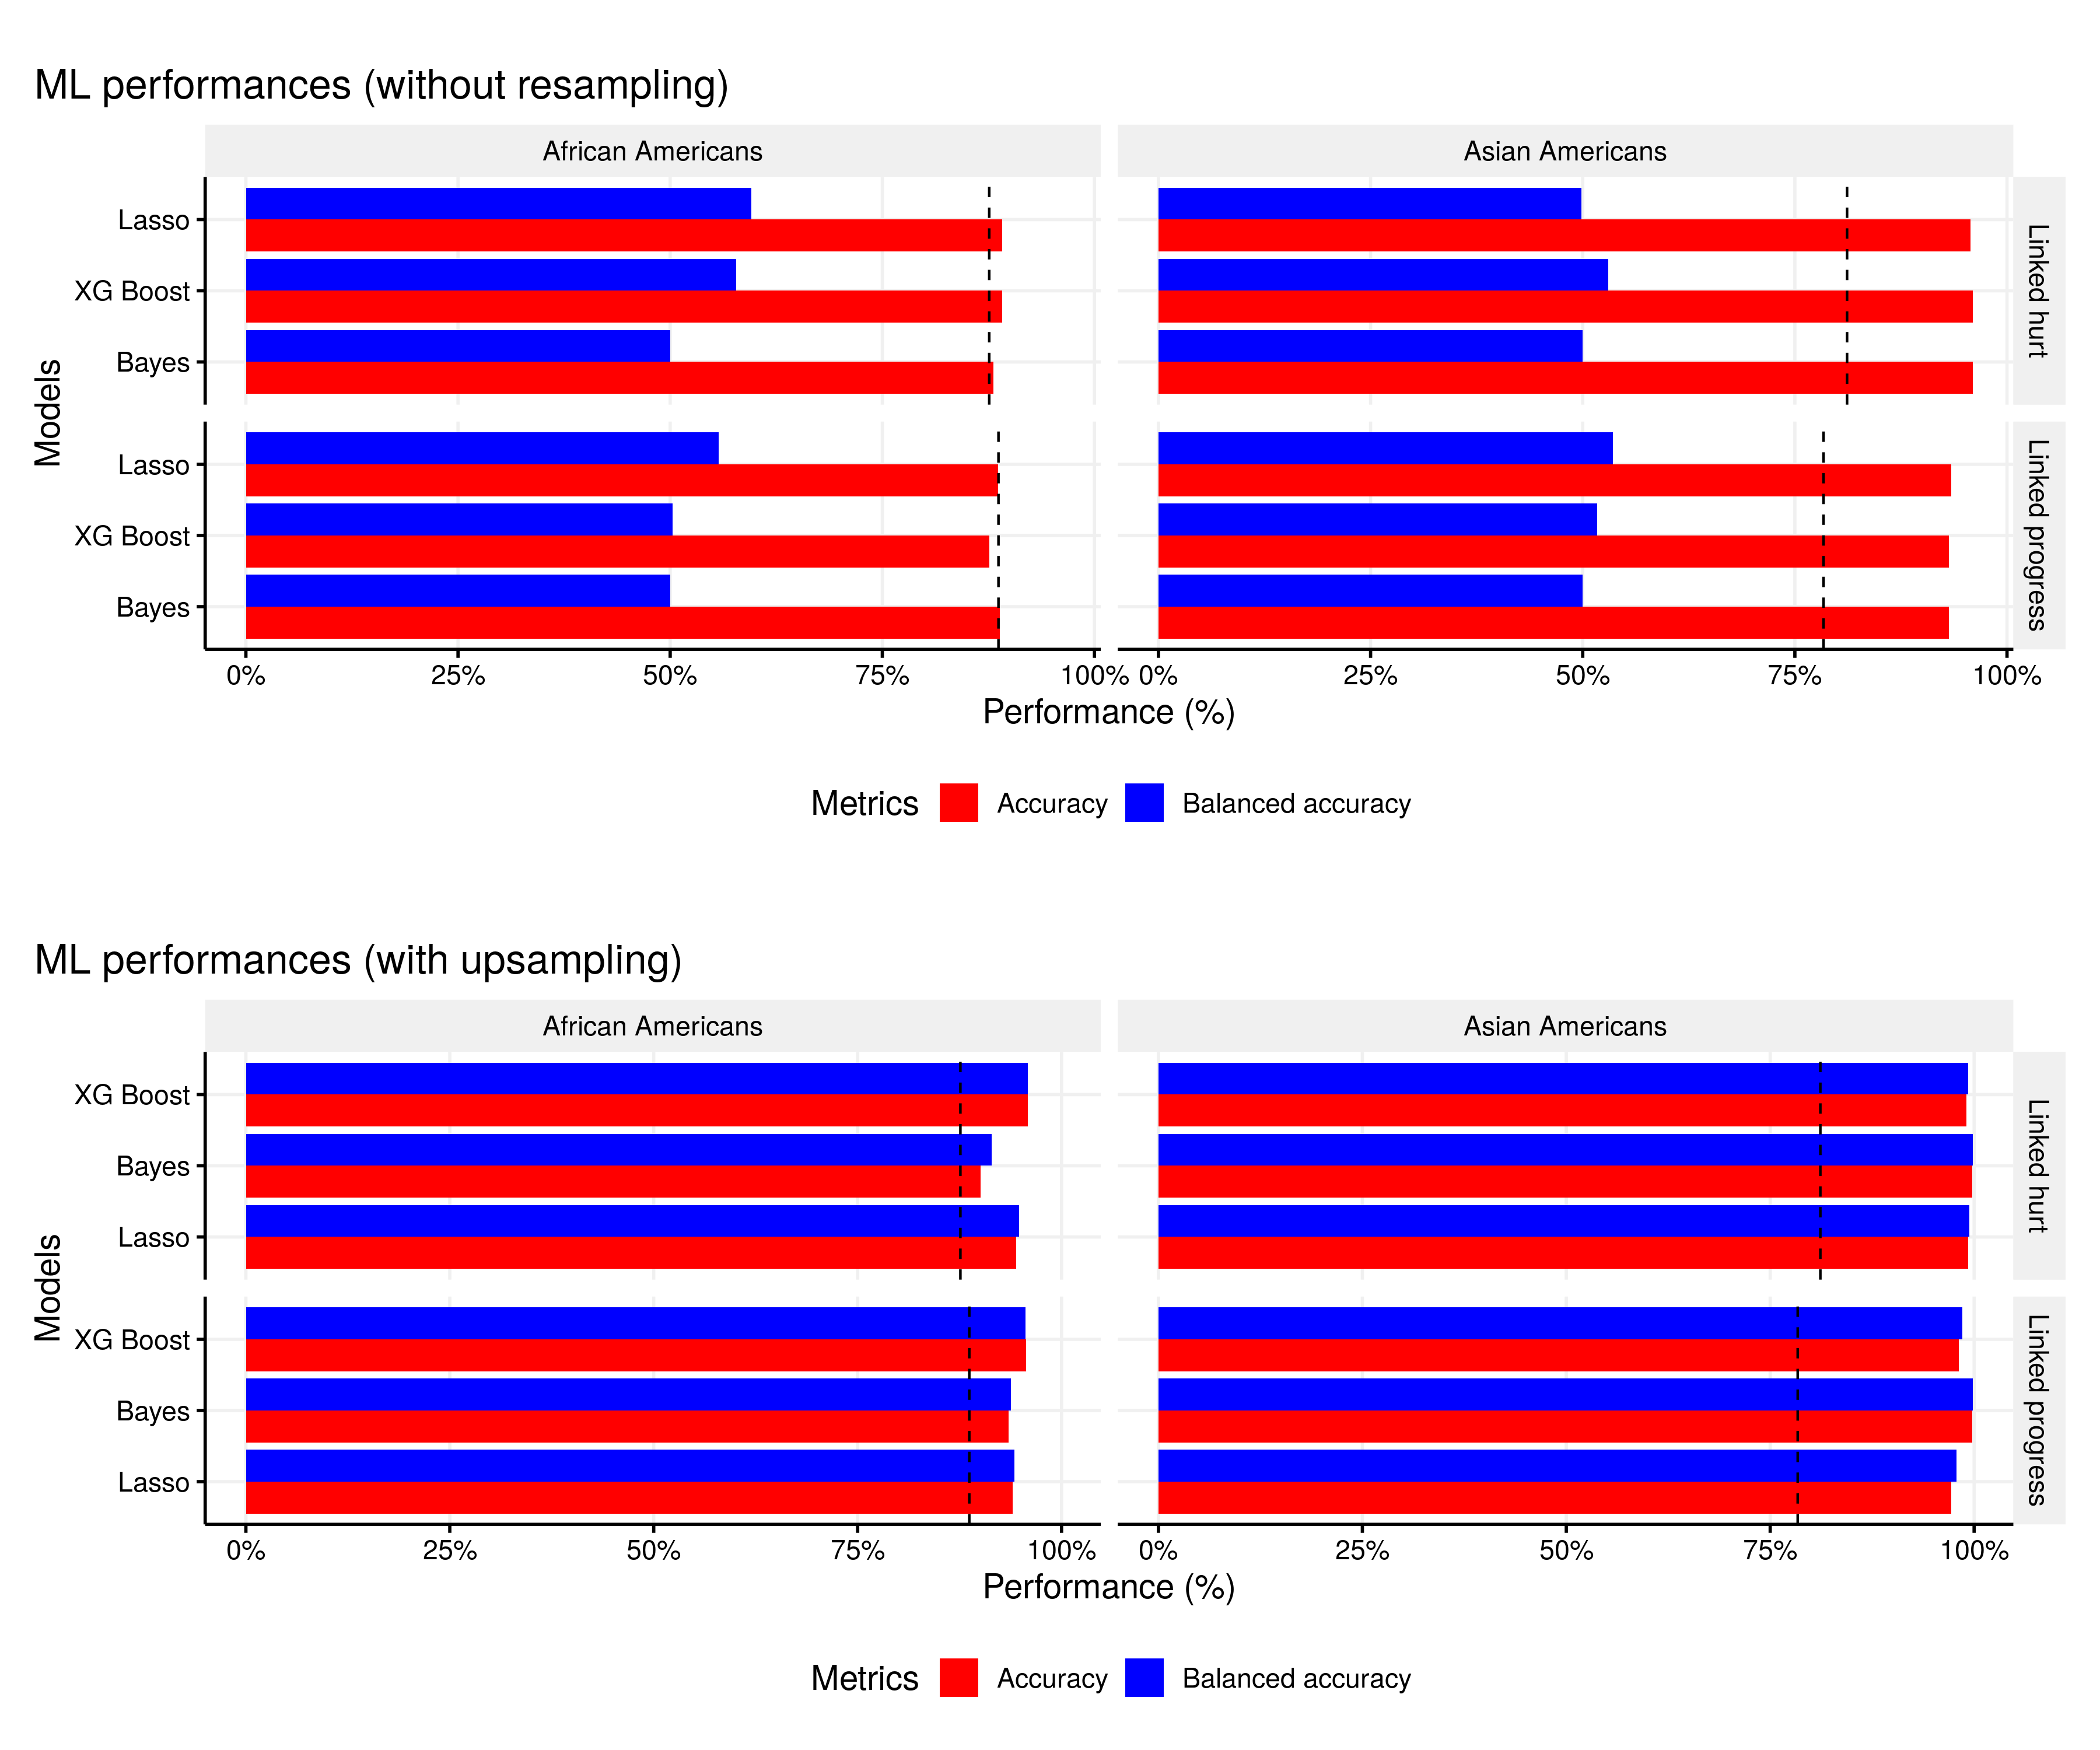 ML performances (without resampling)
African Americans
Asian Americans
Models
Lasso
XG Boost
Bayes
Linked hurt
Lasso
XG Boost
Bayes
Linked progress
0% 25% 50% 75% 100% 0% 25% 50% 75% 100%
Performance (%)
Metrics Accuracy Balanced accuracy
ML performances (with upsampling)
African Americans
Asian Americans
Models
XG Boost
Bayes
Lasso
Linked hurt
XG Boost
Bayes
Lasso
Linked progress
0% 25% 50% 75% 100% 0% 25% 50% 75% 100%
Performance (%)
Metrics Accuracy Balanced accuracy